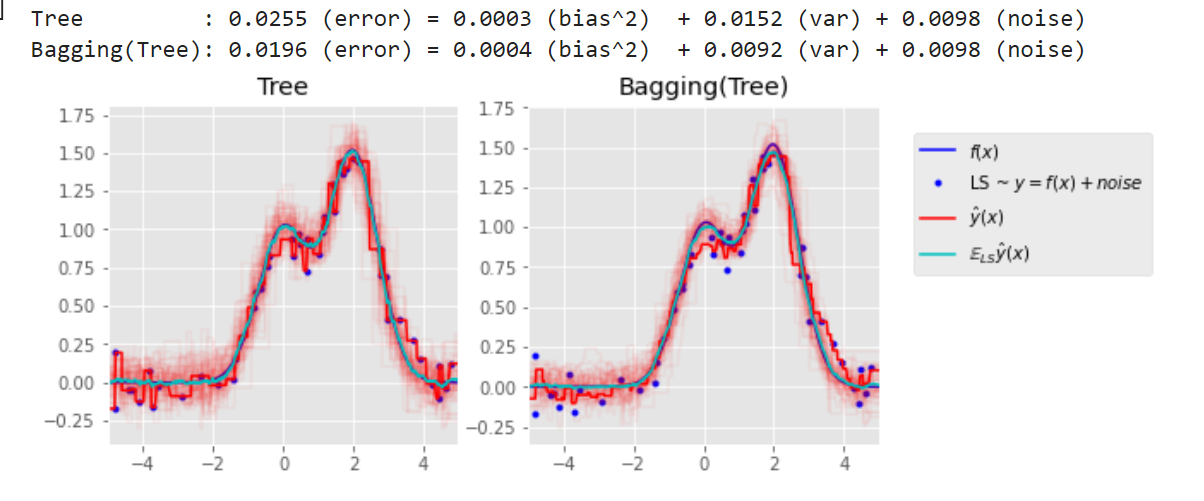 Tree : 0.0255 (error) = 0.0003 (bias^2) + 0.0152 (var) + 0.0098 (noise)
Bagging(Tree): 0.0196 (error) = 0.0004 (bias^2) + 0.0092 (var) + 0.0098 (noise)
Tree
1.75
1.50
1.25
1.00
0.75
0.50
0.25
0.00
−0.25
−4 −2 0 2 4
Bagging(Tree)
1.75
1.50
1.25
1.00
0.75
0.50
0.25
0.00
−0.25
−4 −2 0 2 4
f(x)
LS ~ y = f(x) + noise
ŷ(x)
𝔼LSŷ(x)